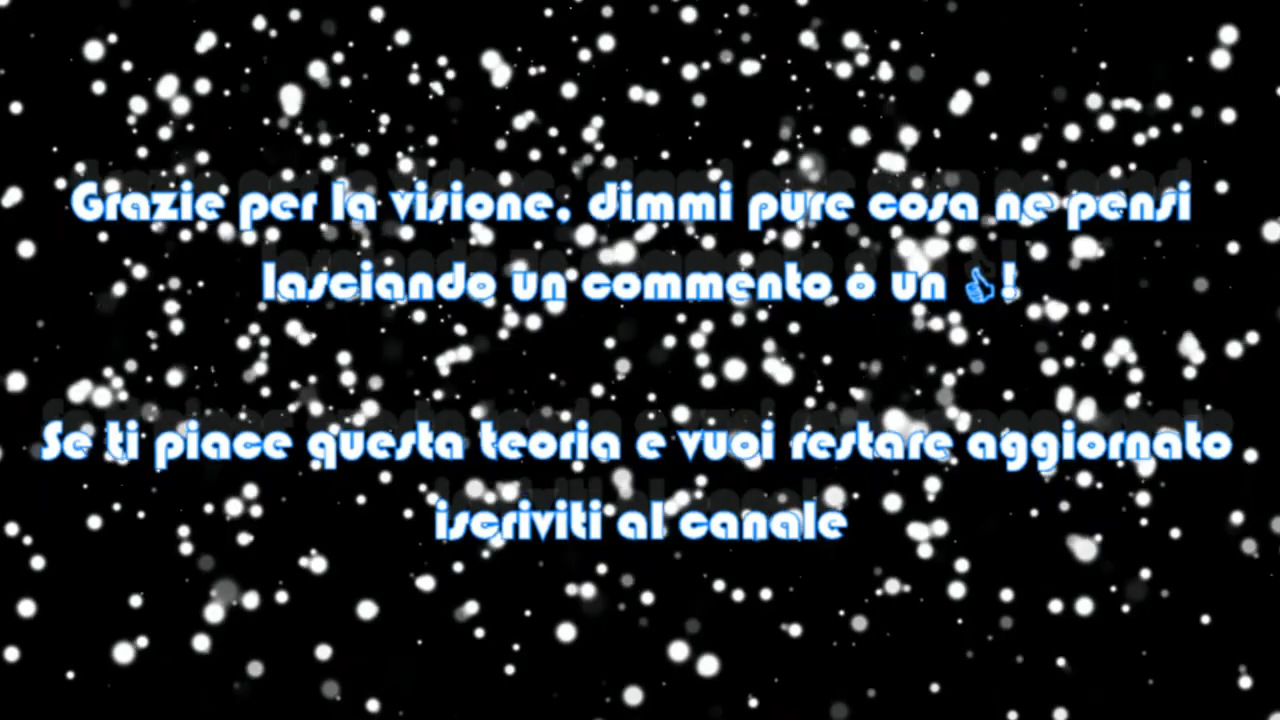 Grazie per la visione, dimmi pure cosa ne pensi
lasciando un commento o un 👍!
Se ti piace questa teoria e vuoi restare aggiornato
iscriviti al canale